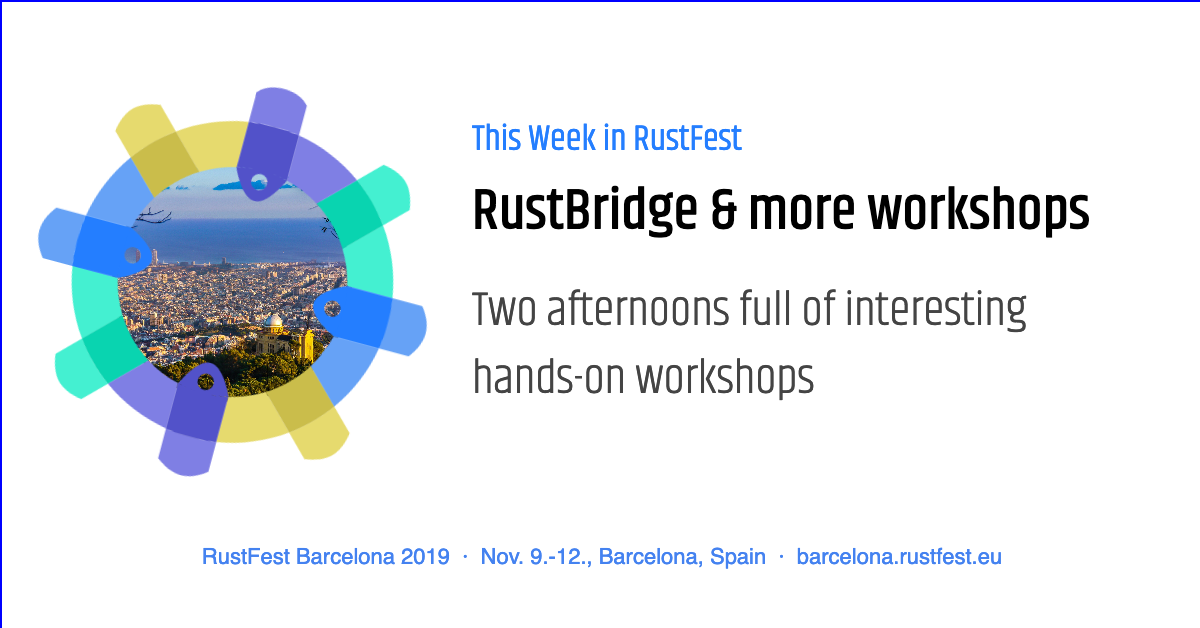 This Week in RustFest
RustBridge & more workshops
Two afternoons full of interesting
hands-on workshops
RustFest Barcelona 2019 · Nov. 9.-12., Barcelona, Spain · barcelona.rustfest.eu